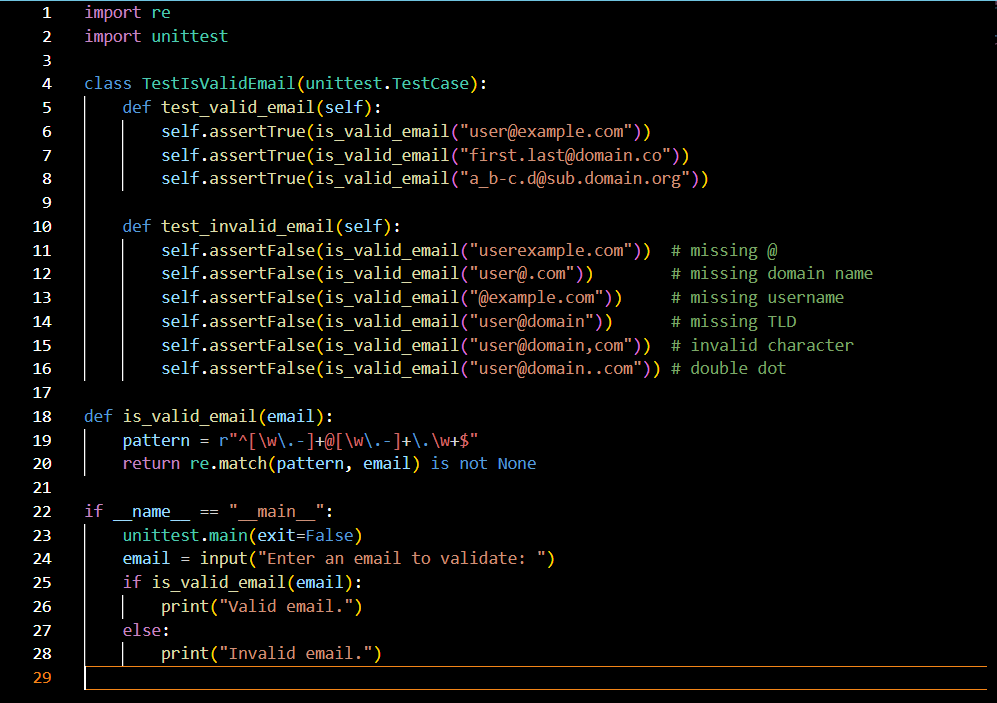 1 import re
2 import unittest
3
4 class TestIsValidEmail(unittest.TestCase):
5     def test_valid_email(self):
6         self.assertTrue(is_valid_email("user@example.com"))
7         self.assertTrue(is_valid_email("first.last@domain.co"))
8         self.assertTrue(is_valid_email("a_b-c.d@sub.domain.org"))
9
10     def test_invalid_email(self):
11         self.assertFalse(is_valid_email("userexample.com"))  # missing @
12         self.assertFalse(is_valid_email("user@.com"))        # missing domain name
13         self.assertFalse(is_valid_email("@example.com"))     # missing username
14         self.assertFalse(is_valid_email("user@domain"))      # missing TLD
15         self.assertFalse(is_valid_email("user@domain,com"))  # invalid character
16         self.assertFalse(is_valid_email("user@domain..com")) # double dot
17
18 def is_valid_email(email):
19     pattern = r"^[\w\.-]+@[\w\.-]+\.\w+$"
20     return re.match(pattern, email) is not None
21
22 if __name__ == "__main__":
23     unittest.main(exit=False)
24     email = input("Enter an email to validate: ")
25     if is_valid_email(email):
26         print("Valid email.")
27     else:
28         print("Invalid email.")
29